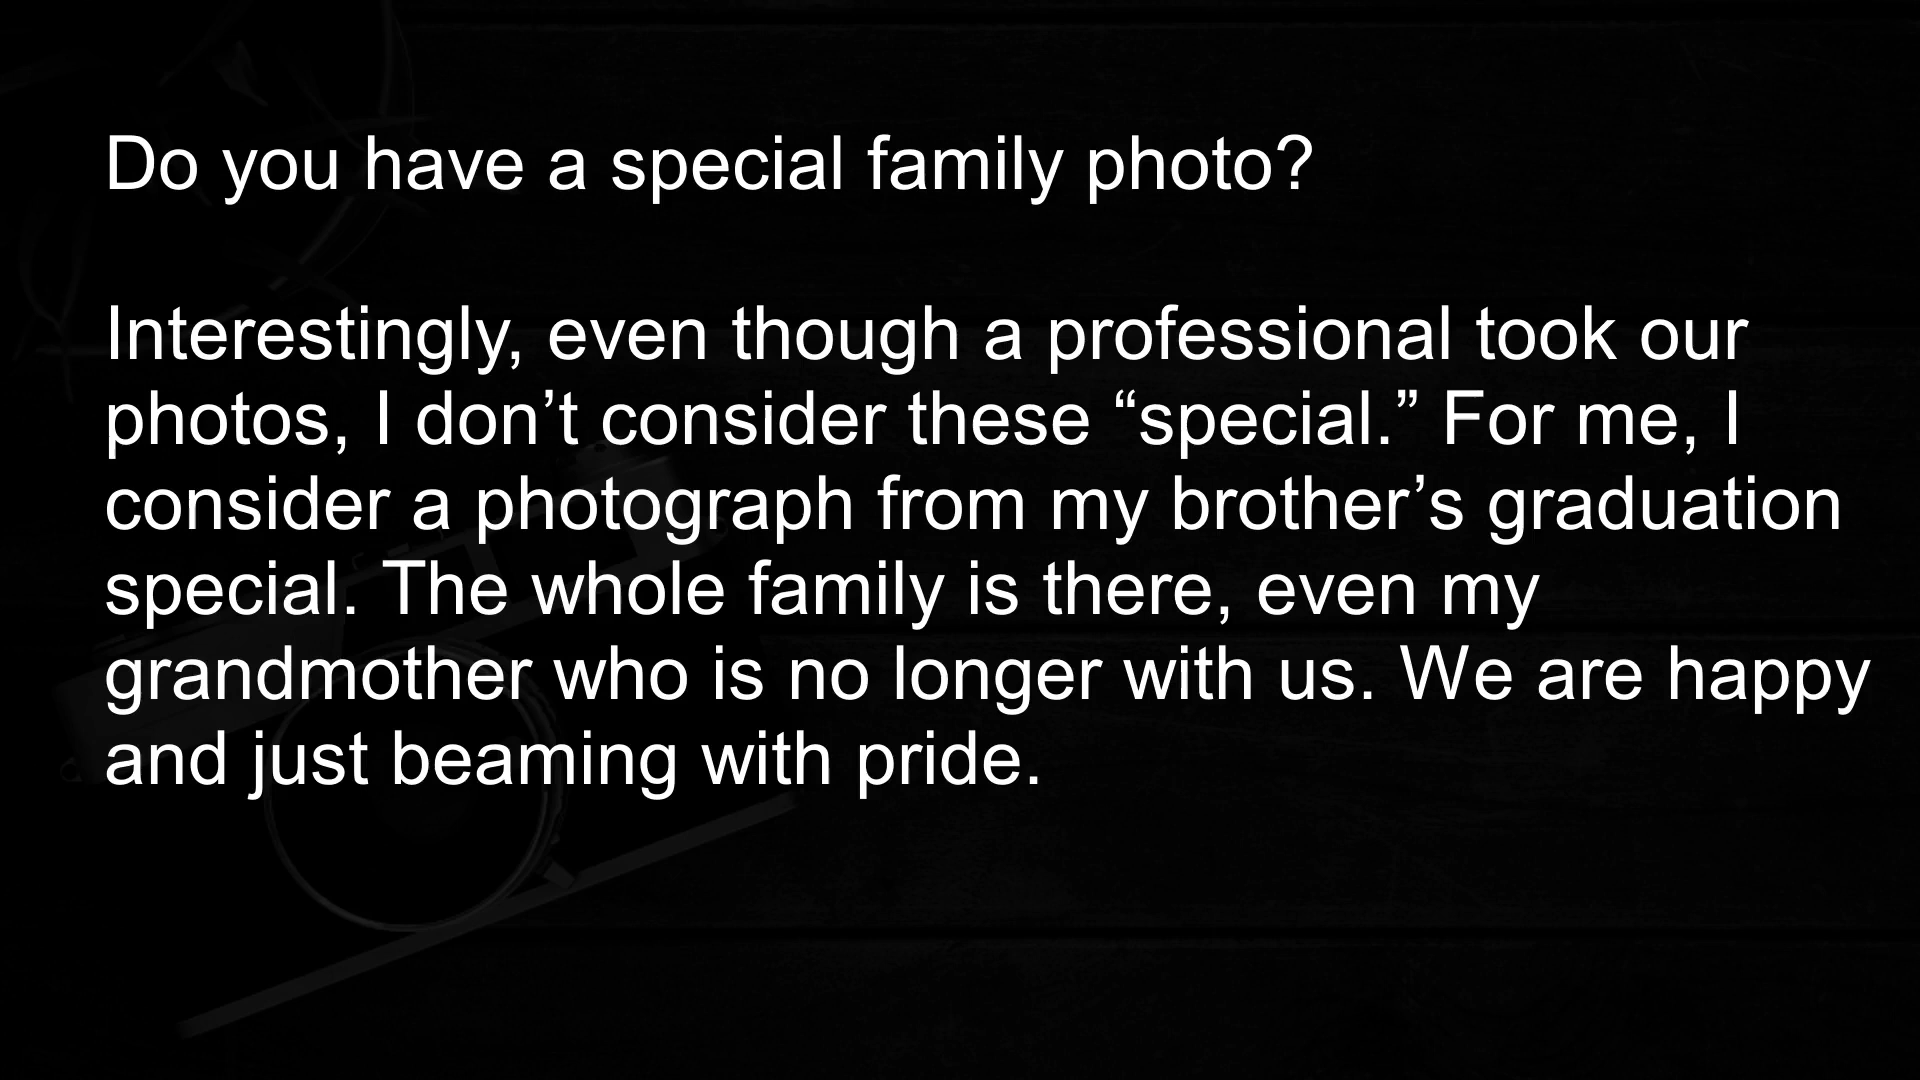 Do you have a special family photo?
Interestingly, even though a professional took our
photos, I don’t consider these “special.” For me, I
consider a photograph from my brother’s graduation
special. The whole family is there, even my
grandmother who is no longer with us. We are happy
and just beaming with pride.